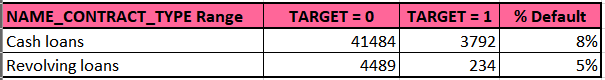 NAME_CONTRACT_TYPE Range TARGET = 0 TARGET = 1 % Default
Cash loans 41484 3792 8%
Revolving loans 4489 234 5%